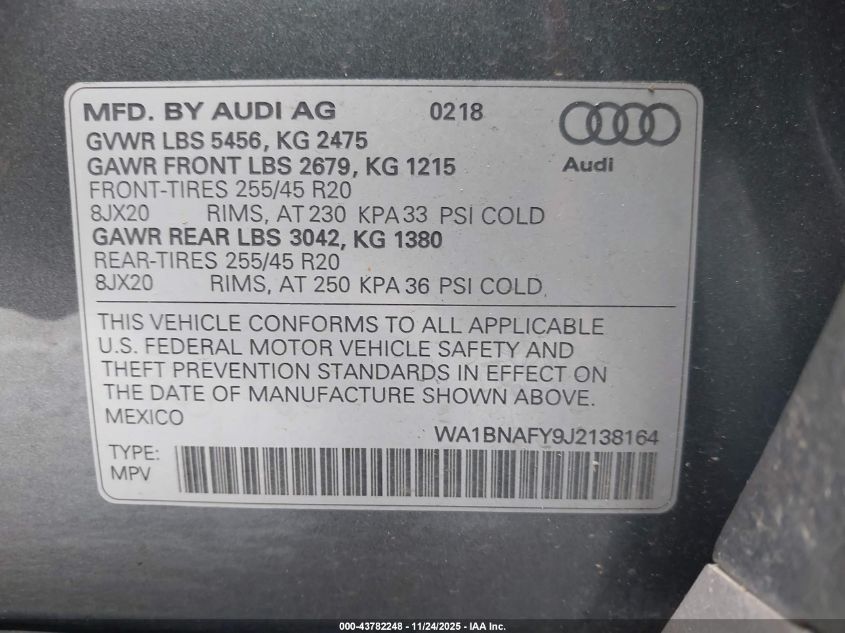 MFD. BY AUDI AG 0218
GVWR LBS 5456, KG 2475
GAWR FRONT LBS 2679, KG 1215
Audi
FRONT-TIRES 255/45 R20
8JX20 RIMS, AT 230 KPA 33 PSI COLD
GAWR REAR LBS 3042, KG 1380
REAR-TIRES 255/45 R20
8JX20 RIMS, AT 250 KPA 36 PSI COLD
THIS VEHICLE CONFORMS TO ALL APPLICABLE
U.S. FEDERAL MOTOR VEHICLE SAFETY AND
THEFT PREVENTION STANDARDS IN EFFECT ON
THE DATE OF MANUFACTURE SHOWN ABOVE.
MEXICO
WA1BNAFY9J2138164
TYPE:
MPV
000-43782248 - 11/24/2025 - IAA Inc.